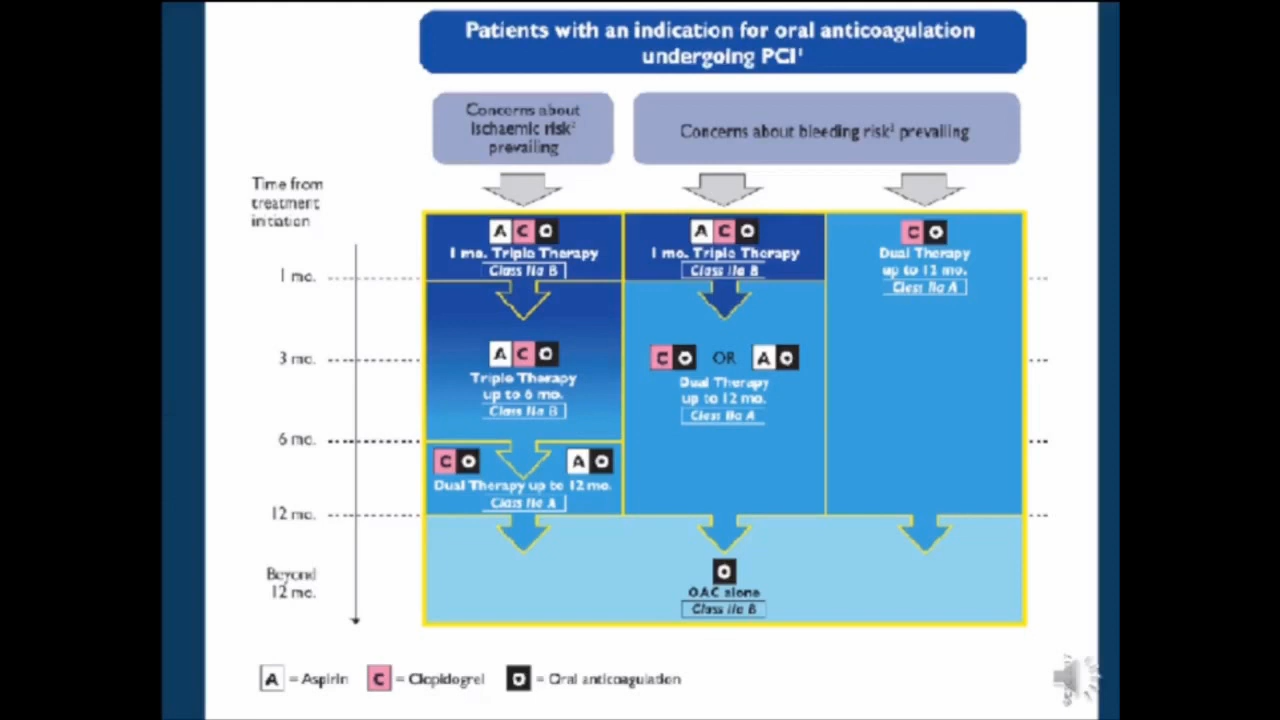 Patients with an indication for oral anticoagulation
undergoing PCI¹
Concerns about
ischaemic risk²
prevailing
Concerns about bleeding risk³ prevailing
Time from
treatment
initiation
1 mo.
3 mo.
6 mo.
12 mo.
Beyond
12 mo.
A C O
1 mo. Triple Therapy
Class IIa B
A C O
Triple Therapy
up to 6 mo.
Class IIa B
C O A O
Dual Therapy up to 12 mo.
Class IIa A
A C O
1 mo. Triple Therapy
Class IIa B
C O OR A O
Dual Therapy
up to 12 mo.
Class IIa A
C O
Dual Therapy
up to 12 mo.
Class IIa A
O
OAC alone
Class IIa B
A = Aspirin C = Clopidogrel O = Oral anticoagulation